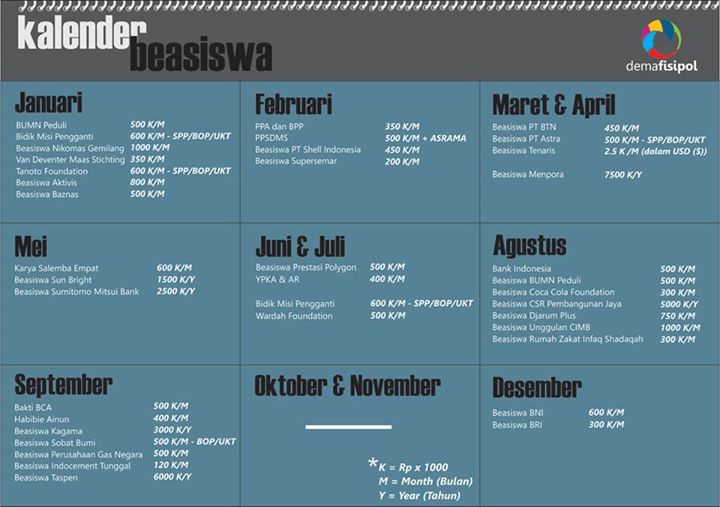 kalender
beasiswa
demafisipol
Januari
BUMN Peduli 500 K/M
Bidik Misi Pengganti 600 K/M - SPP/BOP/UKT
Beasiswa Nikomas Gemilang 1000 K/M
Van Deventer Maas Stichting 350 K/M
Tanoto Foundation 600 K/M - SPP/BOP/UKT
Beasiswa Aktivis 800 K/M
Beasiswa Baznas 500 K/M
Februari
PPA dan BPP 350 K/M
PPSDMS 500 K/M + ASRAMA
Beasiswa PT Shell Indonesia 450 K/M
Beasiswa Supersemar 200 K/M
Maret & April
Beasiswa PT BTN 450 K/M
Beasiswa PT Astra 500 K/M - SPP/BOP/UKT
Beasiswa Tenaris 2.5 K /M (dalam USD ($))
Beasiswa Menpora 7500 K/Y
Mei
Karya Salemba Empat 600 K/M
Beasiswa Sun Bright 1500 K/Y
Beasiswa Sumitomo Mitsui Bank 2500 K/Y
Juni & Juli
Beasiswa Prestasi Polygon 500 K/M
YPKA & AR 400 K/M
Bidik Misi Pengganti 600 K/M - SPP/BOP/UKT
Wardah Foundation 500 K/M
Agustus
Bank Indonesia 500 K/M
Beasiswa BUMN Peduli 500 K/M
Beasiswa Coca Cola Foundation 300 K/M
Beasiswa CSR Pembangunan Jaya 5000 K/Y
Beasiswa Djarum Plus 750 K/M
Beasiswa Unggulan CIMB 1000 K/M
Beasiswa Rumah Zakat Infaq Shadaqah 300 K/M
September
Bakti BCA 500 K/M
Habibie Ainun 400 K/M
Beasiswa Kagama 3000 K/Y
Beasiswa Sobat Bumi 500 K/M - BOP/UKT
Beasiswa Perusahaan Gas Negara 500 K/M
Beasiswa Indocement Tunggal 120 K/M
Beasiswa Taspen 6000 K/Y
Oktober & November
*K = Rp x 1000
M = Month (Bulan)
Y = Year (Tahun)
Desember
Beasiswa BNI 600 K/M
Beasiswa BRI 300 K/M